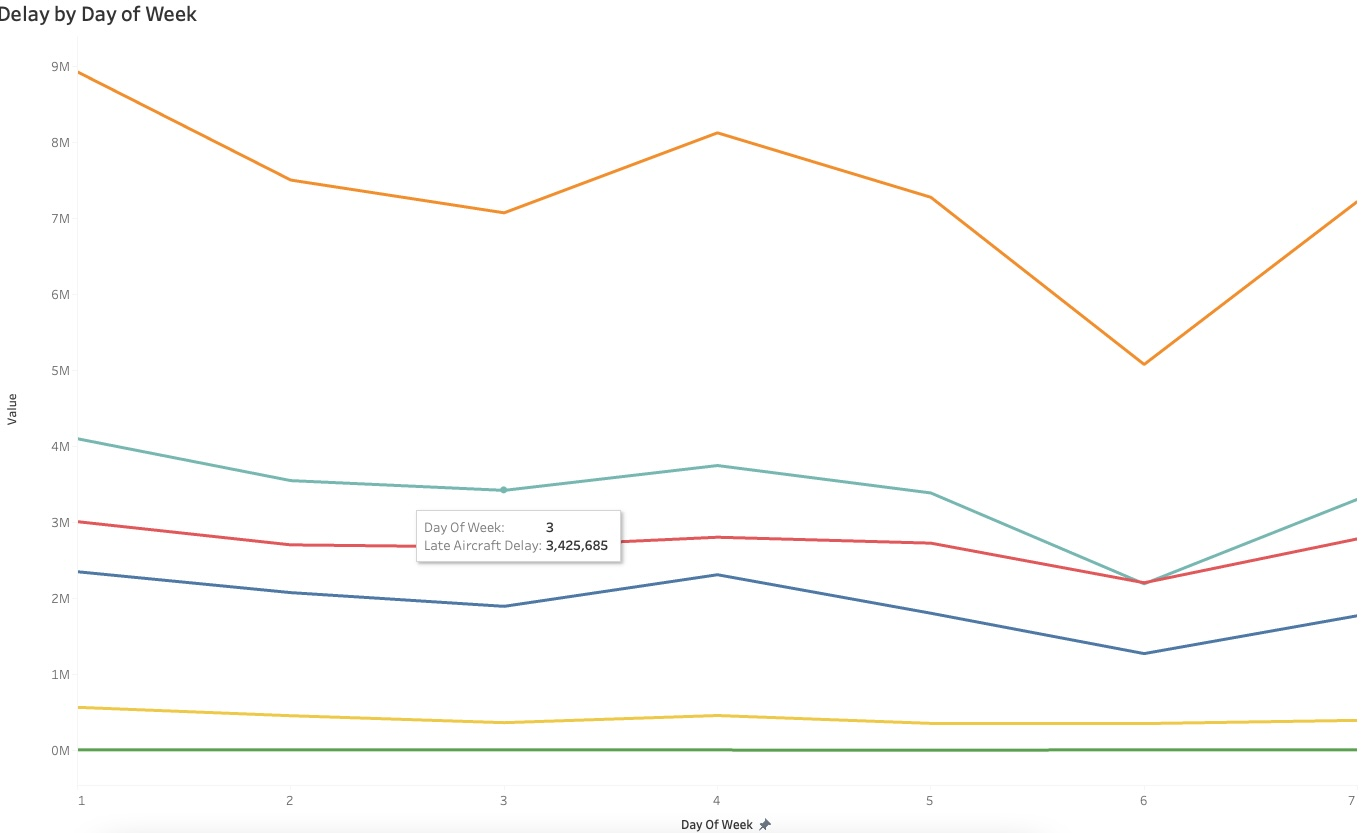 Delay by Day of Week
9M
8M
7M
6M
5M
4M
3M
2M
1M
0M
Value
Day Of Week: 3
Late Aircraft Delay: 3,425,685
1 2 3 4 5 6 7
Day Of Week